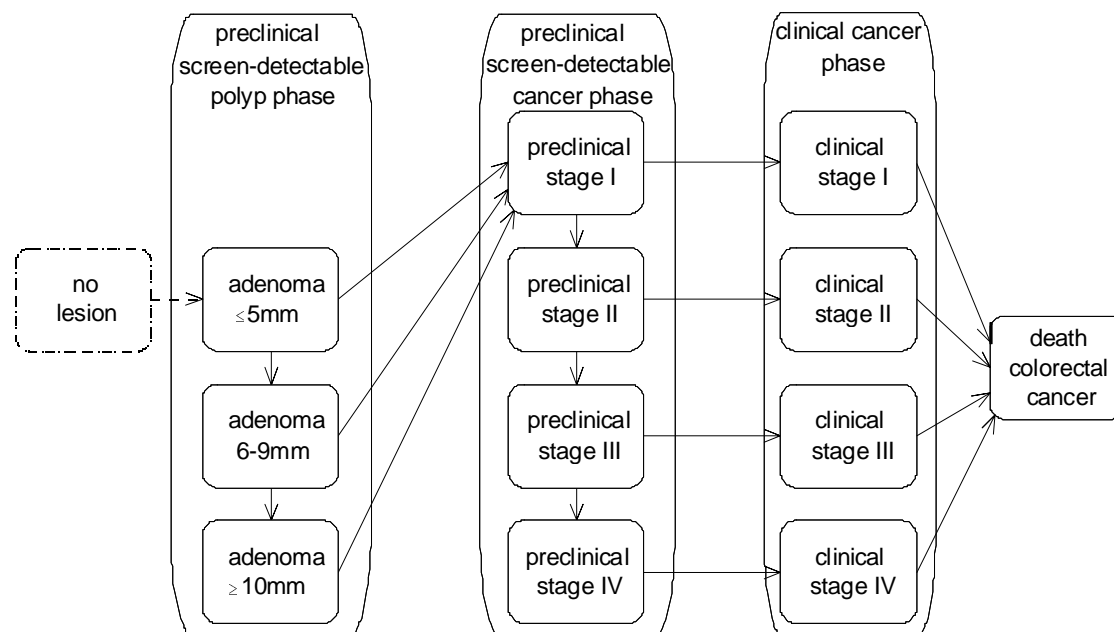 preclinical
screen-detectable
polyp phase
preclinical
screen-detectable
cancer phase
clinical cancer
phase
no
lesion
adenoma
≤5mm
adenoma
6-9mm
adenoma
≥10mm
preclinical
stage I
preclinical
stage II
preclinical
stage III
preclinical
stage IV
clinical
stage I
clinical
stage II
clinical
stage III
clinical
stage IV
death
colorectal
cancer